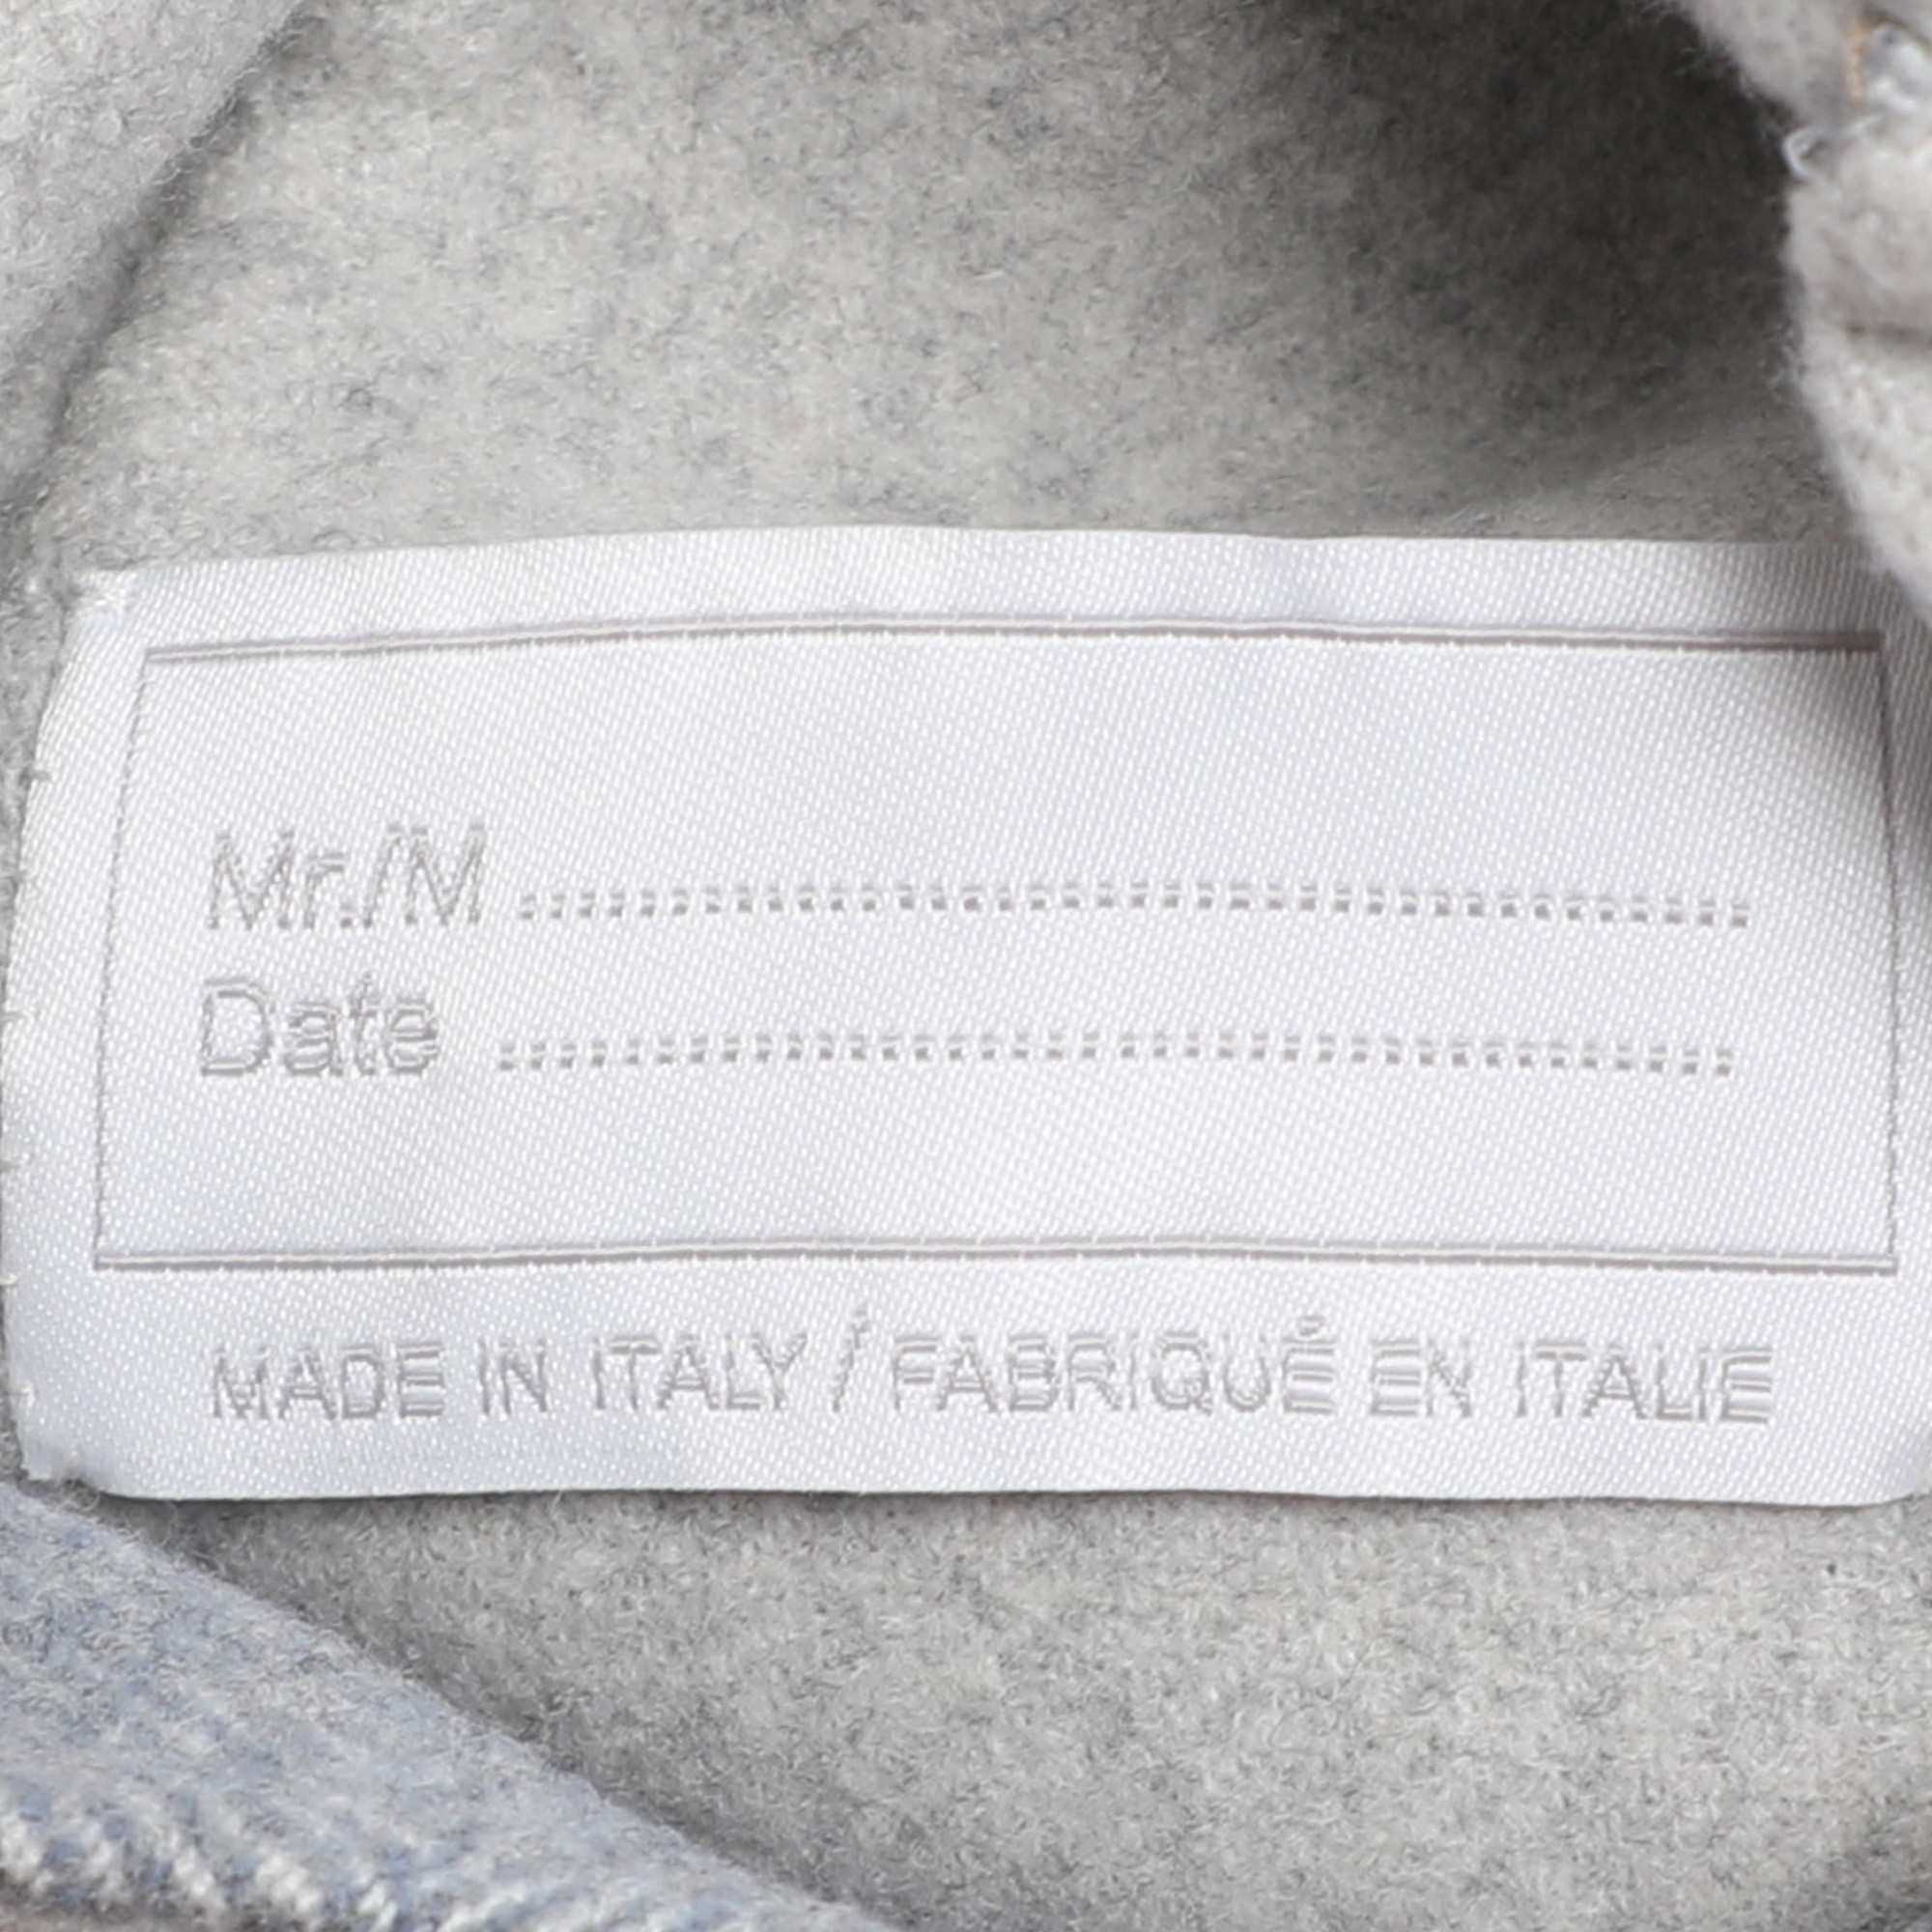 Mr./M ......................................
Date ......................................
MADE IN ITALY / FABRIQUÉ EN ITALIE